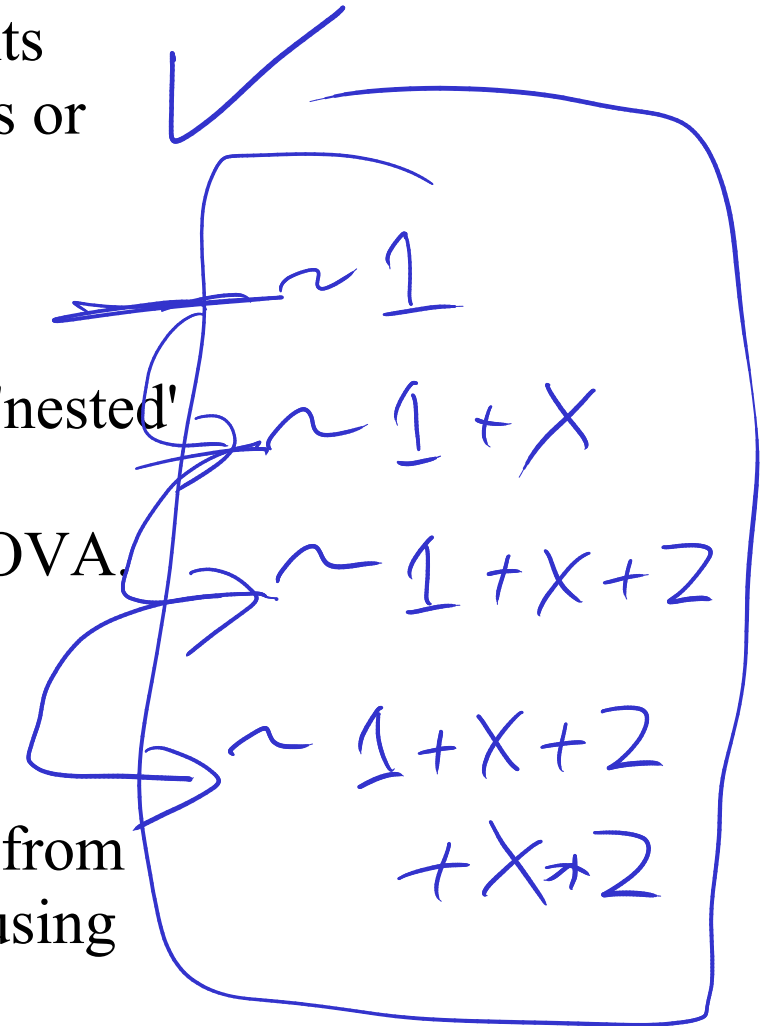 ts
s or
~ 1
'nested'
~ 1 + X
OVA.
~ 1 + X + Z
~ 1 + X + Z
from
+ X * Z
using